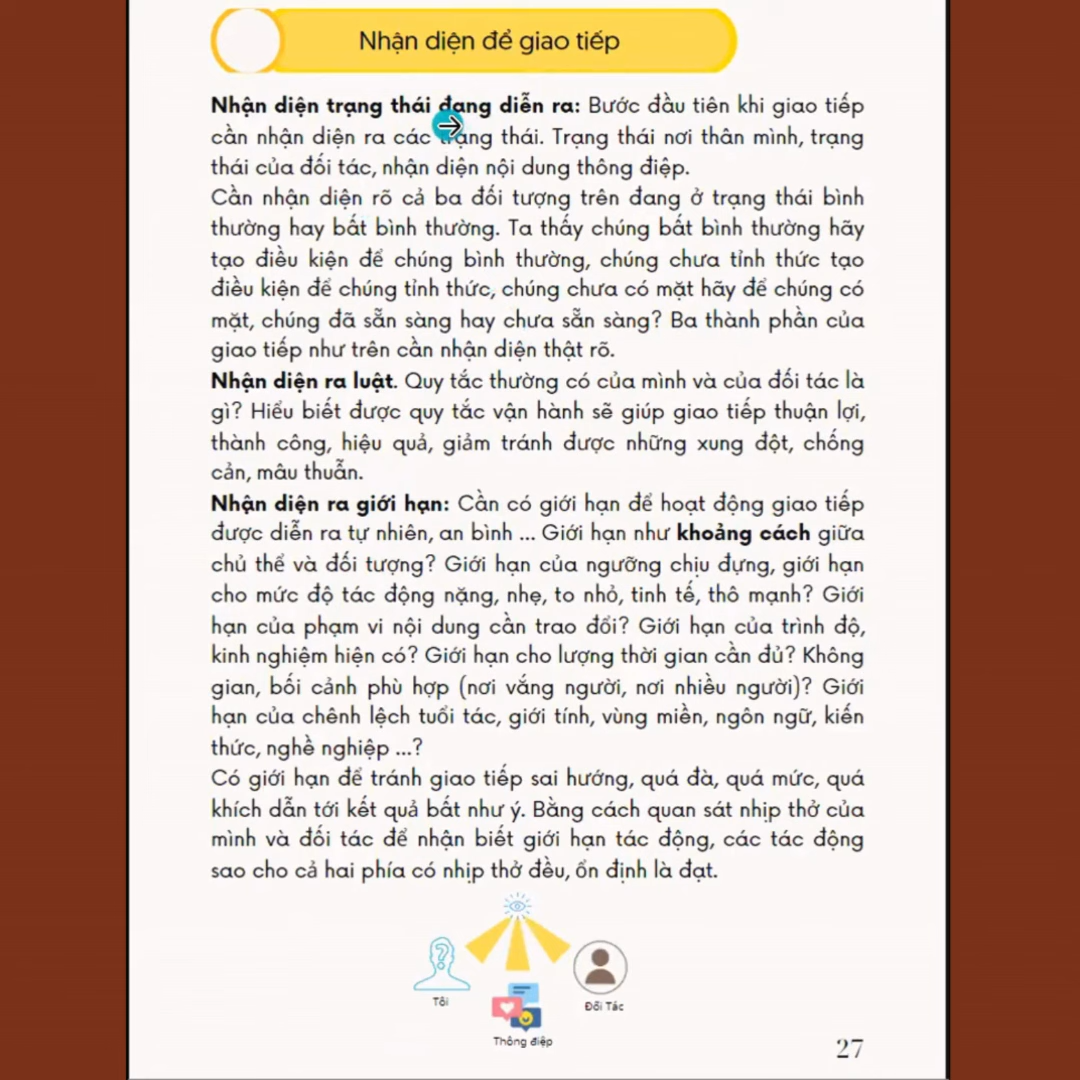 Nhận diện để giao tiếp
Nhận diện trạng thái đang diễn ra: Bước đầu tiên khi giao tiếp
cần nhận diện ra các trạng thái. Trạng thái nơi thân mình, trạng
thái của đối tác, nhận diện nội dung thông điệp.
Cần nhận diện rõ cả ba đối tượng trên đang ở trạng thái bình
thường hay bất bình thường. Ta thấy chúng bất bình thường hãy
tạo điều kiện để chúng bình thường, chúng chưa tỉnh thức tạo
điều kiện để chúng tỉnh thức, chúng chưa có mặt hãy để chúng có
mặt, chúng đã sẵn sàng hay chưa sẵn sàng? Ba thành phần của
giao tiếp như trên cần nhận diện thật rõ.
Nhận diện ra luật. Quy tắc thường có của mình và của đối tác là
gì? Hiểu biết được quy tắc vận hành sẽ giúp giao tiếp thuận lợi,
thành công, hiệu quả, giảm tránh được những xung đột, chống
cản, mâu thuẫn.
Nhận diện ra giới hạn: Cần có giới hạn để hoạt động giao tiếp
được diễn ra tự nhiên, an bình ... Giới hạn như khoảng cách giữa
chủ thể và đối tượng? Giới hạn của ngưỡng chịu đựng, giới hạn
cho mức độ tác động nặng, nhẹ, to nhỏ, tinh tế, thô mạnh? Giới
hạn của phạm vi nội dung cần trao đổi? Giới hạn của trình độ,
kinh nghiệm hiện có? Giới hạn cho lượng thời gian cần đủ? Không
gian, bối cảnh phù hợp (nơi vắng người, nơi nhiều người)? Giới
hạn của chênh lệch tuổi tác, giới tính, vùng miền, ngôn ngữ, kiến
thức, nghề nghiệp ...?
Có giới hạn để tránh giao tiếp sai hướng, quá đà, quá mức, quá
khích dẫn tới kết quả bất như ý. Bằng cách quan sát nhịp thở của
mình và đối tác để nhận biết giới hạn tác động, các tác động
sao cho cả hai phía có nhịp thở đều, ổn định là đạt.
Tôi
Đối Tác
Thông điệp
27